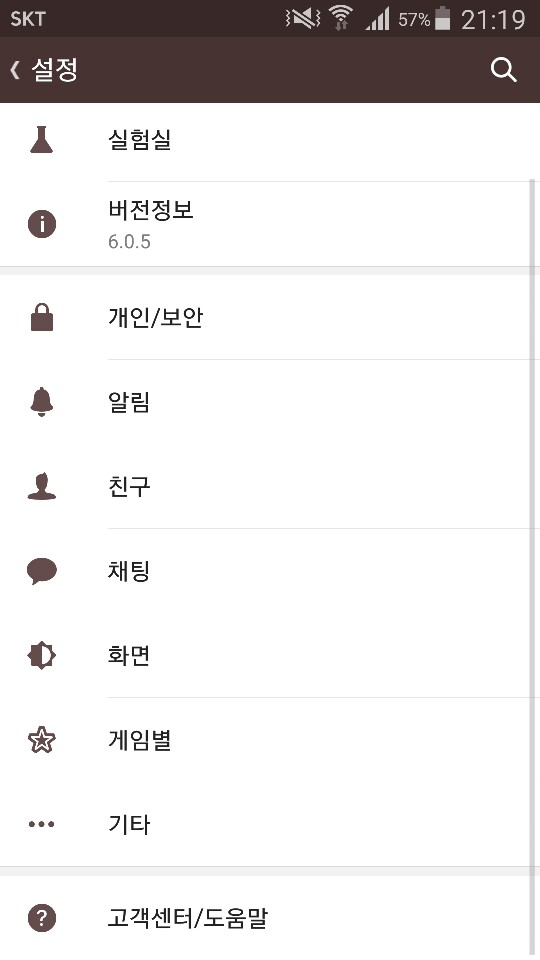 SKT 57% 21:19
설정
실험실
버전정보
6.0.5
개인/보안
알림
친구
채팅
화면
게임별
기타
고객센터/도움말